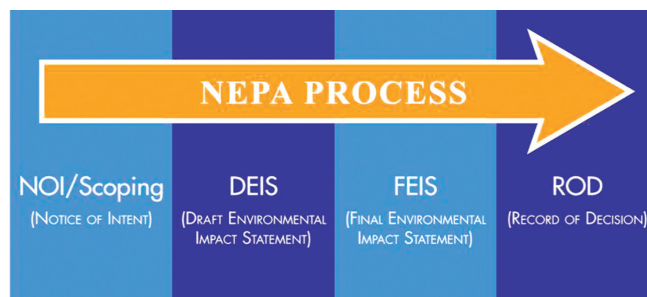 NEPA PROCESS
NOI/Scoping
(Notice of Intent)
DEIS
(Draft Environmental
Impact Statement)
FEIS
(Final Environmental
Impact Statement)
ROD
(Record of Decision)